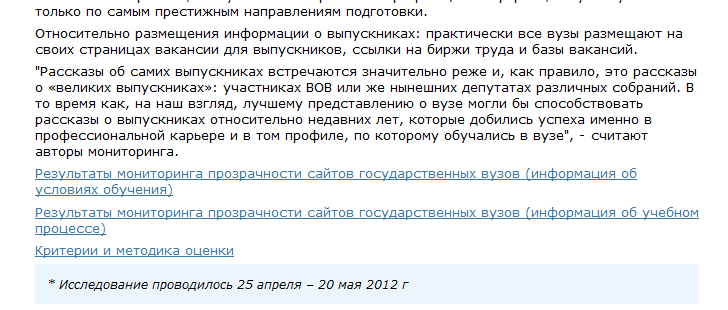 только по самым престижным направлениям подготовки.
Относительно размещения информации о выпускниках: практически все вузы размещают на
своих страницах вакансии для выпускников, ссылки на биржи труда и базы вакансий.
"Рассказы об самих выпускниках встречаются значительно реже и, как правило, это рассказы
о «великих выпускниках»: участниках ВОВ или же нынешних депутатах различных собраний. В
то время как, на наш взгляд, лучшему представлению о вузе могли бы способствовать
рассказы о выпускниках относительно недавних лет, которые добились успеха именно в
профессиональной карьере и в том профиле, по которому обучались в вузе", - считают
авторы мониторинга.
Результаты мониторинга прозрачности сайтов государственных вузов (информация об
условиях обучения)
Результаты мониторинга прозрачности сайтов государственных вузов (информация об учебном
процессе)
Критерии и методика оценки
* Исследование проводилось 25 апреля – 20 мая 2012 г